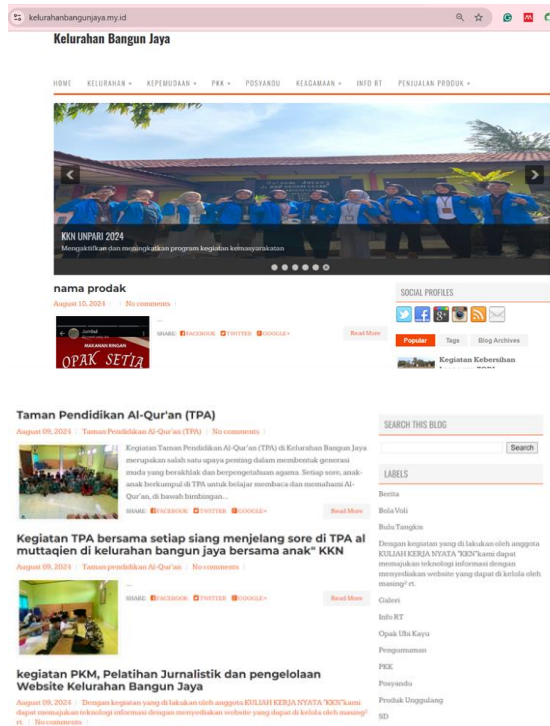 kelurahanbangunjaya.my.id
Kelurahan Bangun Jaya
HOME KELURAHAN KEPEMUDAAN PKK POSYANDU KEAGAMAAN INFO RT PENJUALAN PRODUK
KKN UNPARI 2024
Mengaktifkan dan meningkatkan program kegiatan kemasyarakatan
nama prodak
August 10, 2024 | | No comments |
...
SHARE: FACEBOOK TWITTER GOOGLE+ Read More
Jumbul
MAKANAN RINGAN
OPAK SETIA
SOCIAL PROFILES
Popular Tags Blog Archives
Kegiatan Kebersihan
Taman Pendidikan Al-Qur'an (TPA)
August 09, 2024 | Taman Pendidikan Al-Qur'an (TPA) | No comments |
Kegiatan Taman Pendidikan Al-Qur'an (TPA) di Kelurahan Bangun Jaya
merupakan salah satu upaya penting dalam membentuk generasi
muda yang berakhlak dan berpengetahuan agama. Setiap sore, anak-
anak berkumpul di TPA untuk belajar membaca dan memahami Al-
Qur'an, di bawah bimbingan...
SHARE: FACEBOOK TWITTER GOOGLE+ Read More
Kegiatan TPA bersama setiap siang menjelang sore di TPA al
muttaqien di kelurahan bangun jaya bersama anak" KKN
August 09, 2024 | Taman pendidikan Al-Qur'an | No comments |
...
SHARE: FACEBOOK TWITTER GOOGLE+ Read More
kegiatan PKM, Pelatihan Jurnalistik dan pengelolaan
Website Kelurahan Bangun Jaya
August 09, 2024 | Dengan kegiatan yang di lakukan oleh anggota KULIAH KERJA NYATA "KKN"kami
dapat memajukan teknologi informasi dengan menyediakan website yang dapat di kelola oleh masing²
rt. | No comments |
SEARCH THIS BLOG
Search
LABELS
Berita
Bola Voli
Bulu Tangkis
Dengan kegiatan yang di lakukan oleh anggota
KULIAH KERJA NYATA "KKN"kami dapat
memajukan teknologi informasi dengan
menyediakan website yang dapat di kelola oleh
masing² rt.
Galeri
Info RT
Opak Ubi Kayu
Pengumuman
PKK
Posyandu
Produk Unggulang
SD